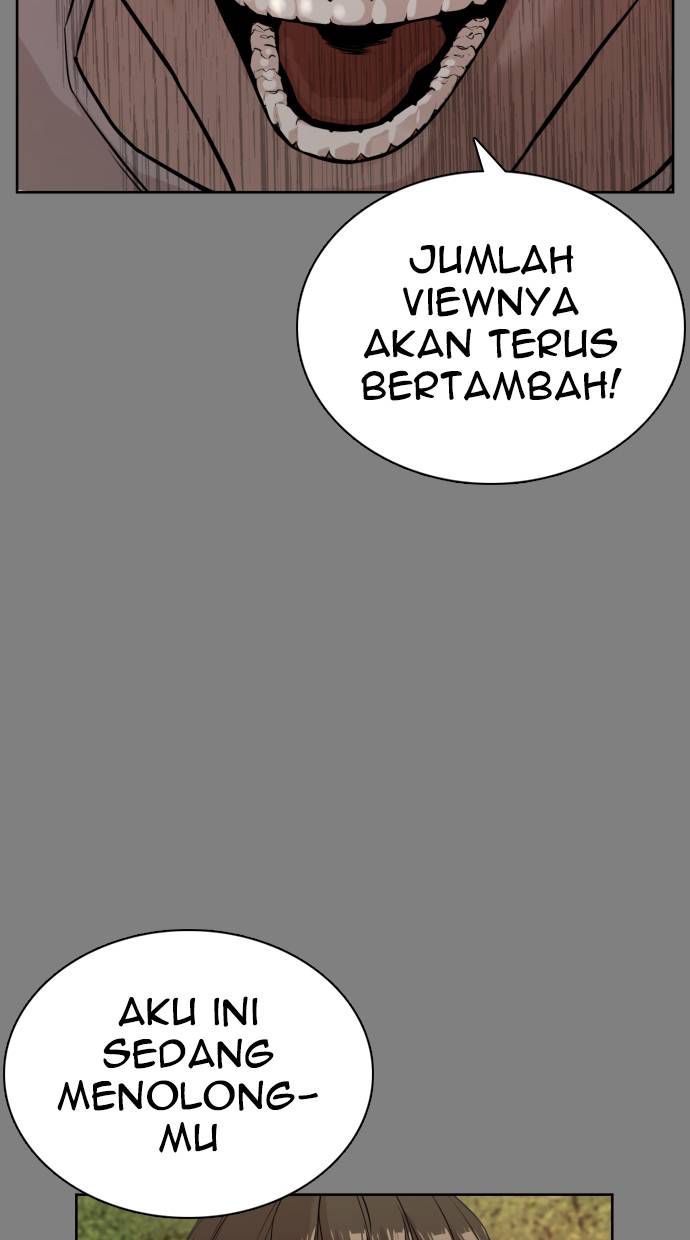 JUMLAH
VIEWNYA
AKAN TERUS
BERTAMBAH!
AKU INI
SEDANG
MENOLONG-
MU